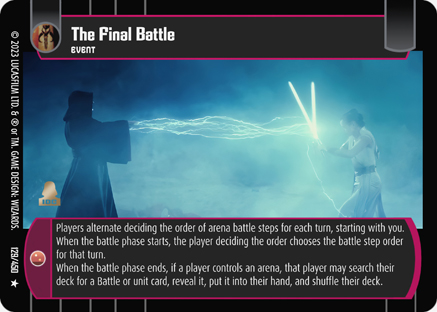 The Final Battle
EVENT
Players alternate deciding the order of arena battle steps for each turn, starting with you.
When the battle phase starts, the player deciding the order chooses the battle step order
for that turn.
When the battle phase ends, if a player controls an arena, that player may search their
deck for a Battle or unit card, reveal it, put it into their hand, and shuffle their deck.
© 2023 LUCASFILM LTD. & ® or TM. GAME DESIGN: WIZARDS.